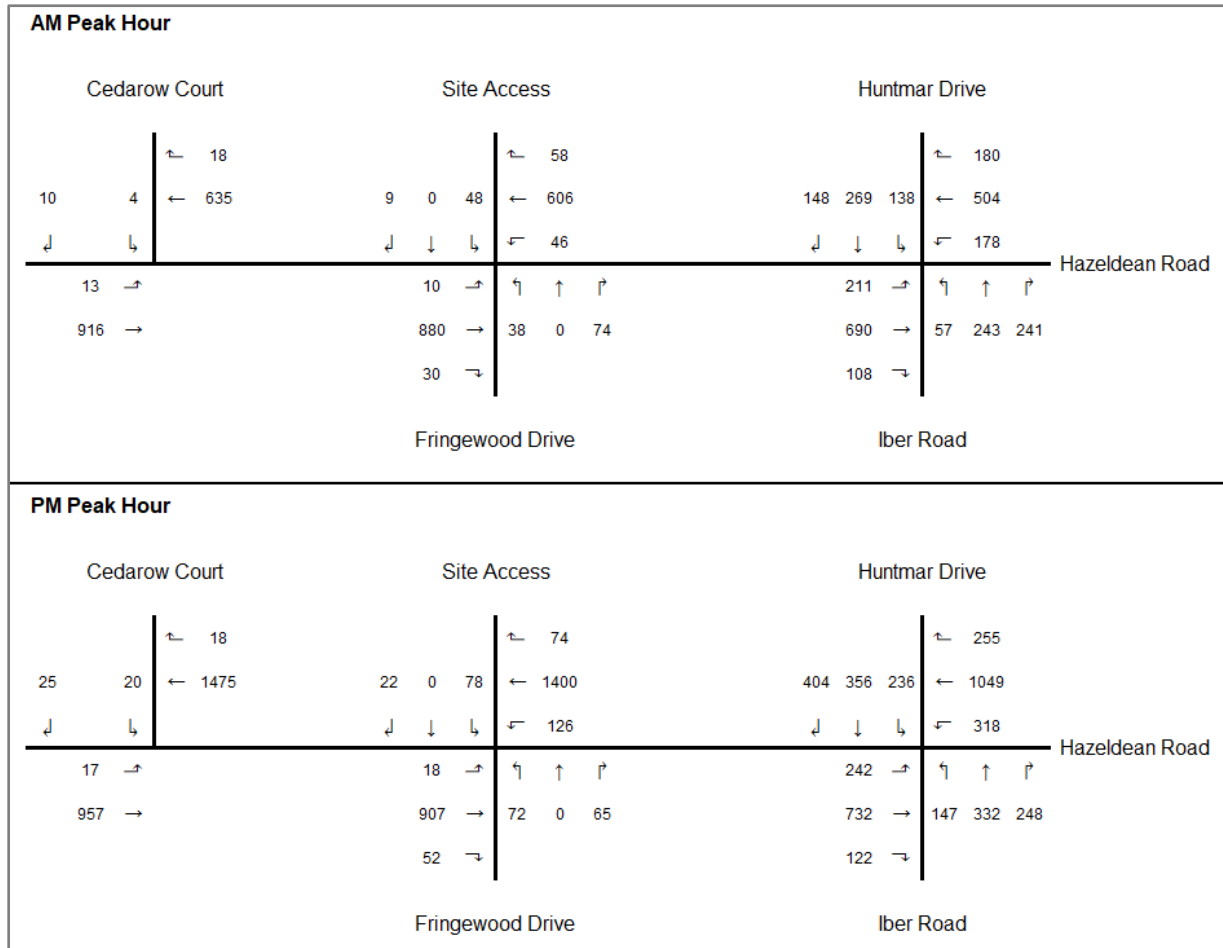 AM Peak Hour
Cedarow Court Site Access Huntmar Drive
18 58 180
10 4 ← 635 9 0 48 ← 606 148 269 138 ← 504
↓ 46 ↓ 178
Hazeldean Road
13 10 ↑ 211 ↑
916 → 880 → 38 0 74 690 → 57 243 241
30 108
Fringewood Drive Iber Road
PM Peak Hour
Cedarow Court Site Access Huntmar Drive
18 74 255
25 20 ← 1475 22 0 78 ← 1400 404 356 236 ← 1049
↓ 126 ↓ 318
Hazeldean Road
17 18 ↑ 242 ↑
957 → 907 → 72 0 65 732 → 147 332 248
52 122
Fringewood Drive Iber Road